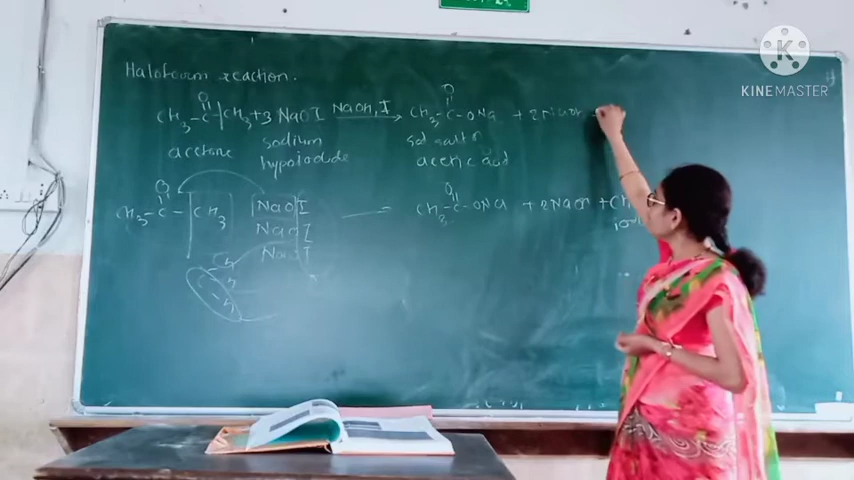 KINEMASTER
Haloform reaction.
O
CH3-C-CH3+3 NaOI NaOH, I → CH3-C-ONa + 2NaOH
O
acetone sodium sod salt of
hypoiodide acetic acid
O
CH3-C- CH3 NaOI = CH3-C-ONa + 2NaOH + CH
O
NaOI
NaOI